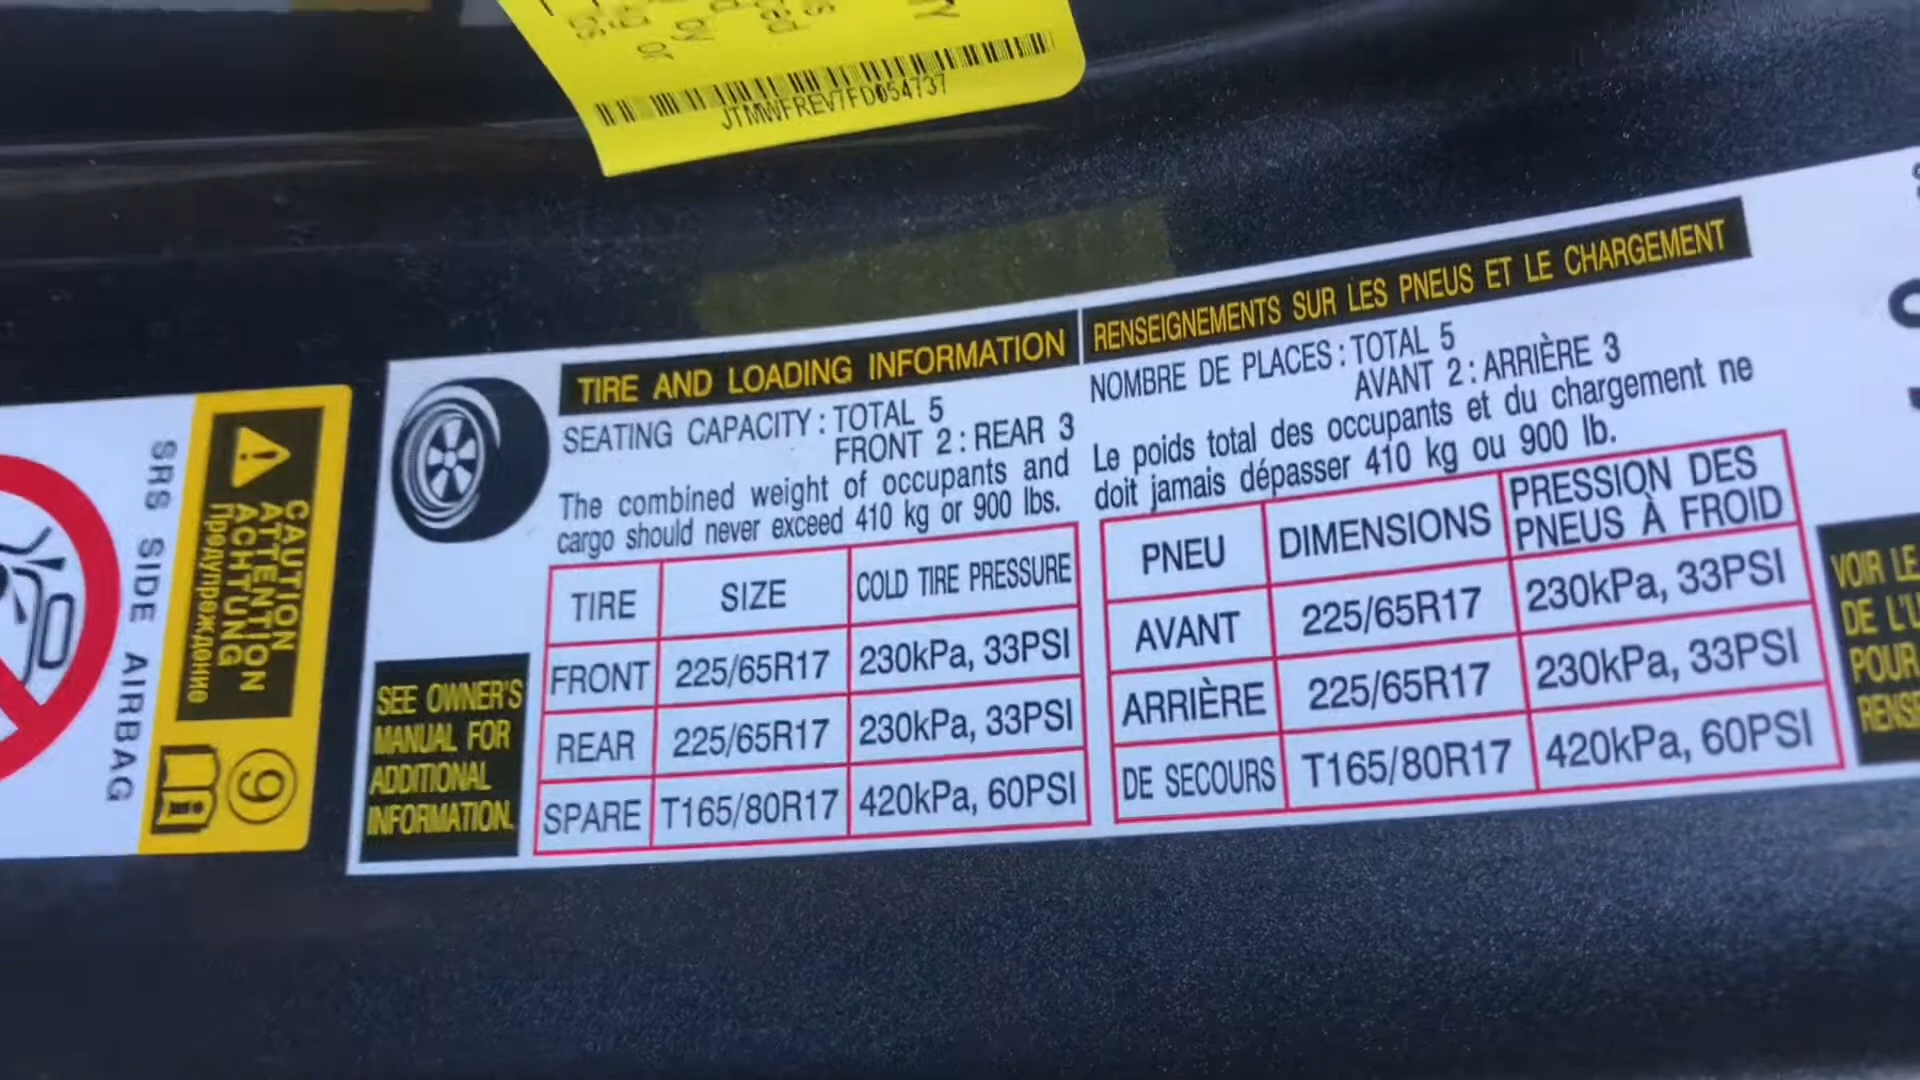 or
JTMWFREV7FD054737
SRS SIDE AIRBAG
CAUTION
ATTENTION
ACHTUNG
Предупреждение
9
TIRE AND LOADING INFORMATION
SEATING CAPACITY : TOTAL 5
FRONT 2 : REAR 3
The combined weight of occupants and
cargo should never exceed 410 kg or 900 lbs.
TIRE SIZE COLD TIRE PRESSURE
FRONT 225/65R17 230kPa, 33PSI
REAR 225/65R17 230kPa, 33PSI
SPARE T165/80R17 420kPa, 60PSI
SEE OWNER'S
MANUAL FOR
ADDITIONAL
INFORMATION.
RENSEIGNEMENTS SUR LES PNEUS ET LE CHARGEMENT
NOMBRE DE PLACES : TOTAL 5
AVANT 2 : ARRIÈRE 3
Le poids total des occupants et du chargement ne
doit jamais dépasser 410 kg ou 900 lb.
PNEU DIMENSIONS PRESSION DES
PNEUS À FROID
AVANT 225/65R17 230kPa, 33PSI
ARRIÈRE 225/65R17 230kPa, 33PSI
DE SECOURS T165/80R17 420kPa, 60PSI
VOIR LE
DE L'U
POUR
RENSE